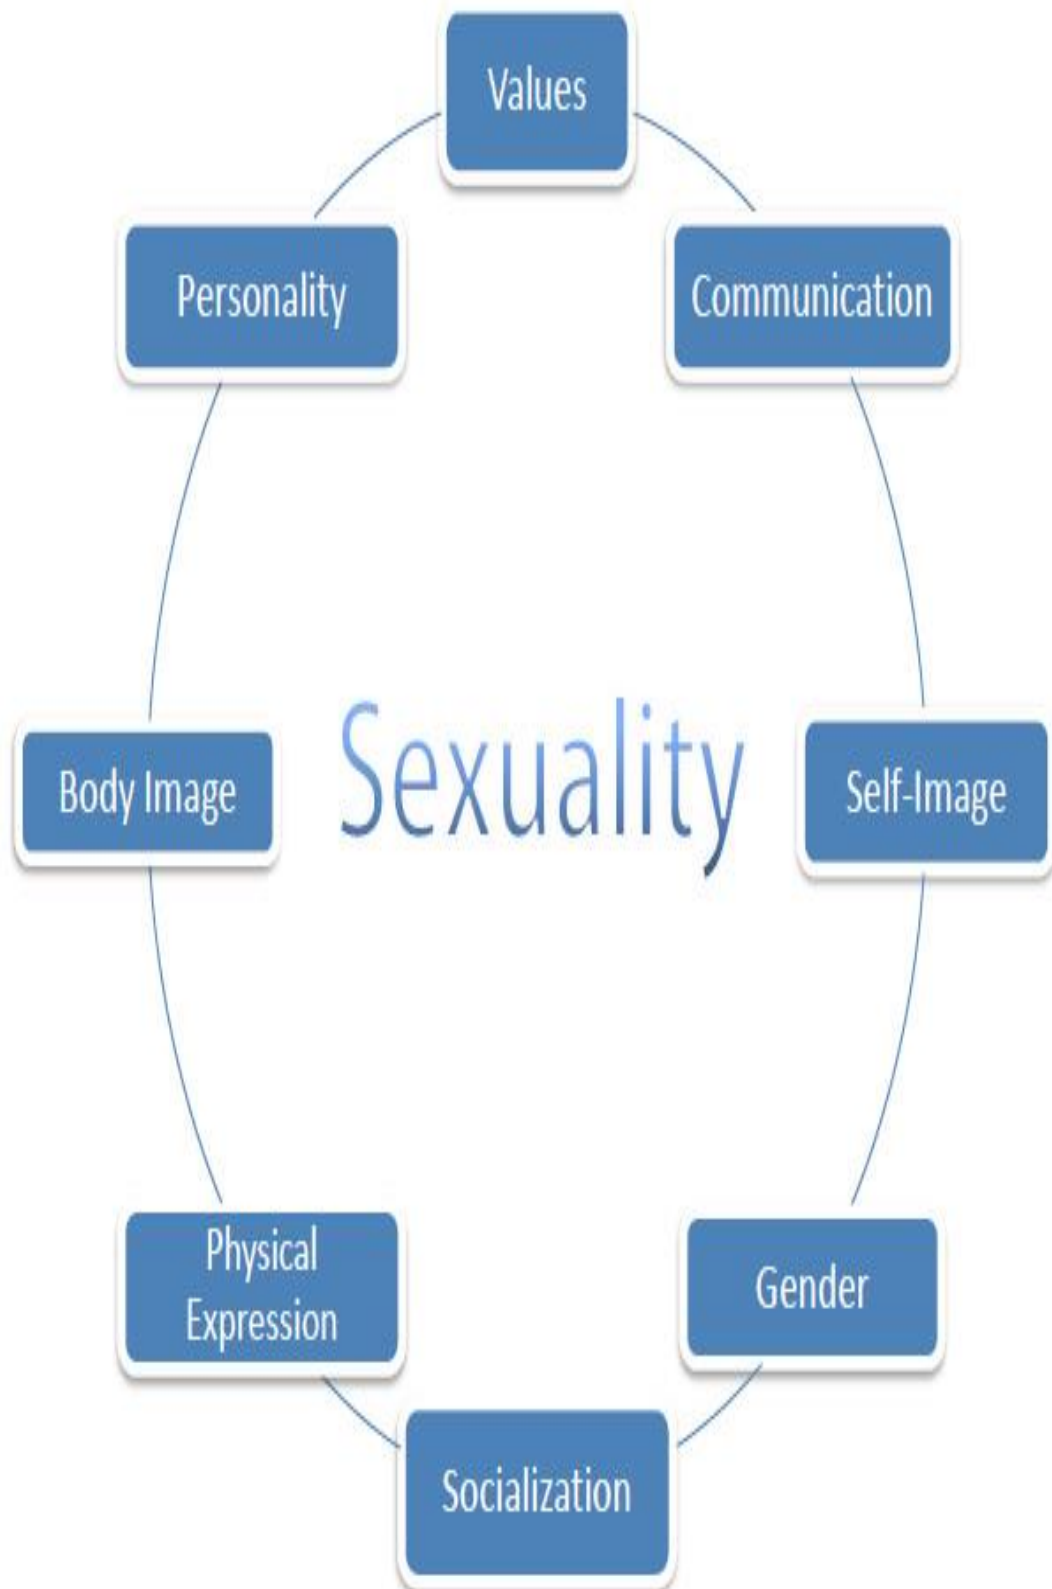 Values
Personality
Communication
Body Image
Sexuality
Self-Image
Physical
Expression
Gender
Socialization